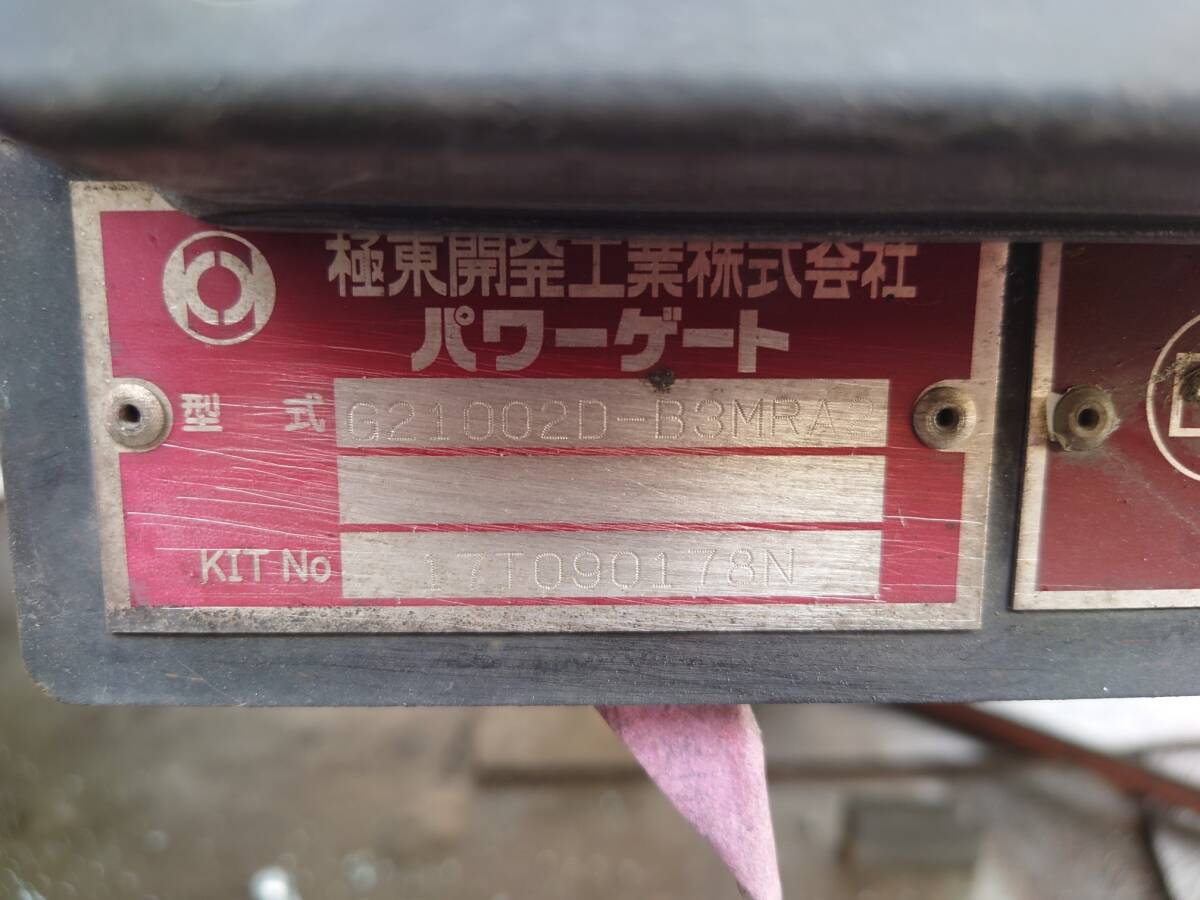 極東開発工業株式会社
パワーゲート
型式 G21002D-B3MRA2
KIT No 17T090178N